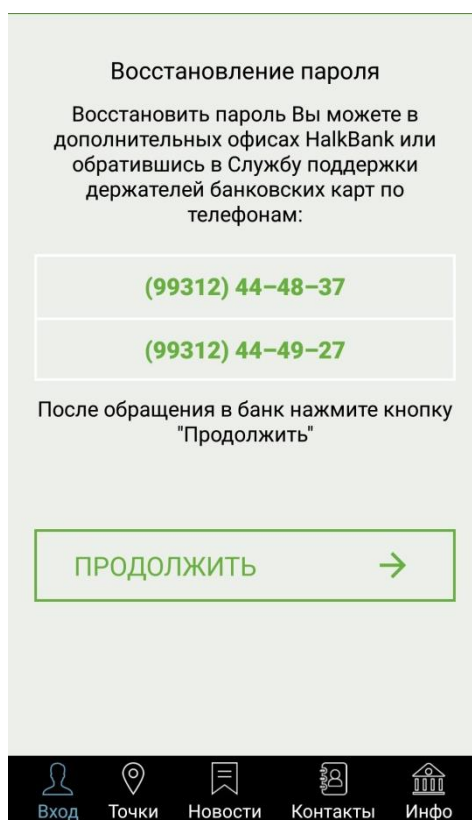 Восстановление пароля
Восстановить пароль Вы можете в
дополнительных офисах HalkBank или
обратившись в Службу поддержки
держателей банковских карт по
телефонам:
(99312) 44–48–37
(99312) 44–49–27
После обращения в банк нажмите кнопку
"Продолжить"
ПРОДОЛЖИТЬ
Вход Точки Новости Контакты Инфо